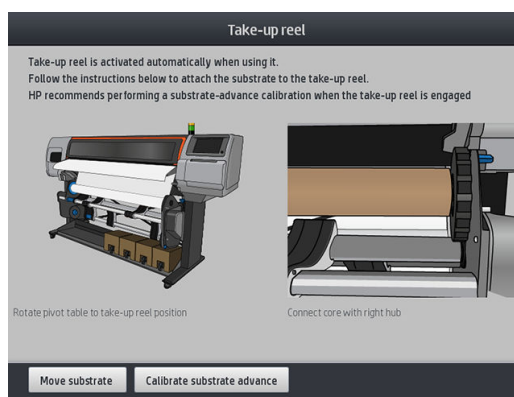 Take-up reel
Take-up reel is activated automatically when using it.
Follow the instructions below to attach the substrate to the take-up reel.
HP recommends performing a substrate-advance calibration when the take-up reel is engaged
Rotate pivot table to take-up reel position
Connect core with right hub
Move substrate
Calibrate substrate advance